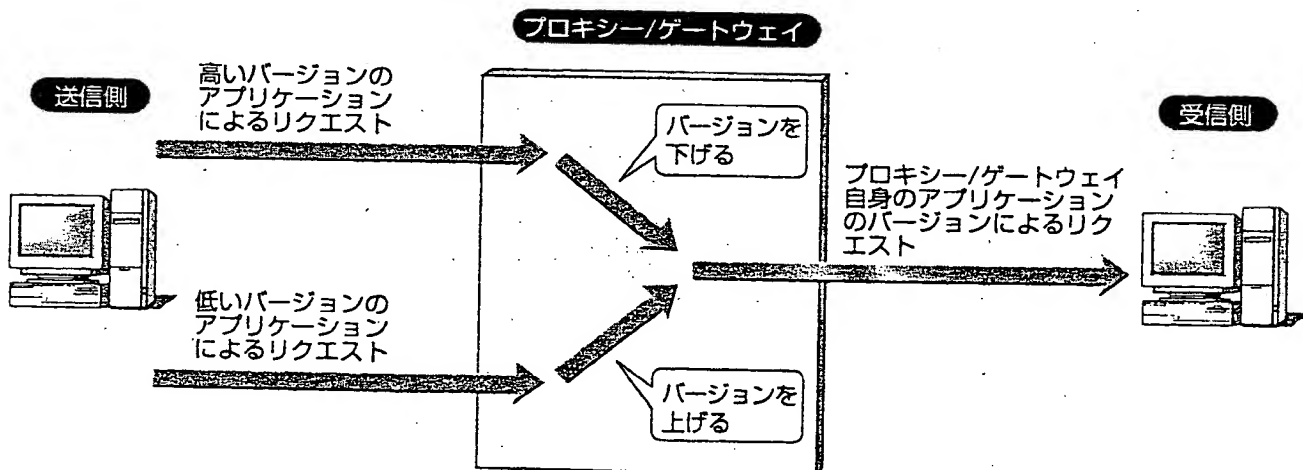 プロキシー/ゲートウェイ
送信側
高いバージョンの
アプリケーション
によるリクエスト
バージョンを
下げる
受信側
プロキシー/ゲートウェイ
自身のアプリケーション
のバージョンによるリク
エスト
低いバージョンの
アプリケーション
によるリクエスト
バージョンを
上げる